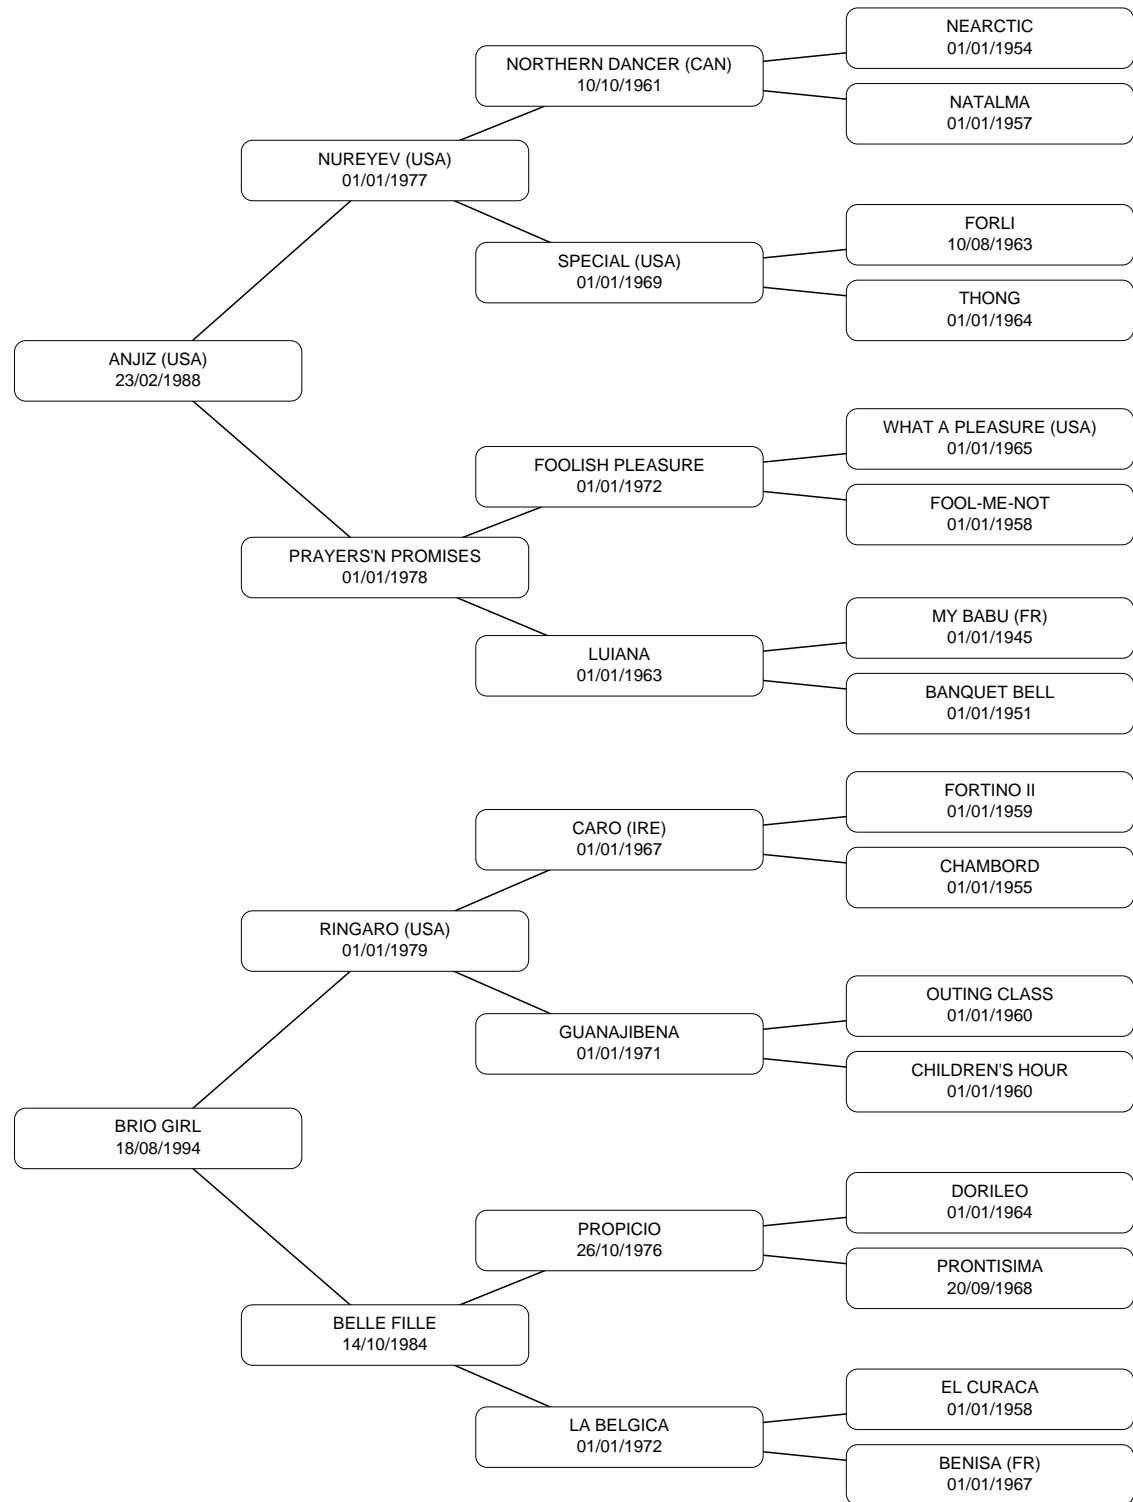 NEARCTIC
01/01/1954
NORTHERN DANCER (CAN)
10/10/1961
NATALMA
01/01/1957
NUREYEV (USA)
01/01/1977
FORLI
10/08/1963
SPECIAL (USA)
01/01/1969
THONG
01/01/1964
ANJIZ (USA)
23/02/1988
WHAT A PLEASURE (USA)
01/01/1965
FOOLISH PLEASURE
01/01/1972
FOOL-ME-NOT
01/01/1958
PRAYERS'N PROMISES
01/01/1978
MY BABU (FR)
01/01/1945
LUIANA
01/01/1963
BANQUET BELL
01/01/1951
FORTINO II
01/01/1959
CARO (IRE)
01/01/1967
CHAMBORD
01/01/1955
RINGARO (USA)
01/01/1979
OUTING CLASS
01/01/1960
GUANAJIBENA
01/01/1971
CHILDREN'S HOUR
01/01/1960
BRIO GIRL
18/08/1994
DORILEO
01/01/1964
PROPICIO
26/10/1976
PRONTISIMA
20/09/1968
BELLE FILLE
14/10/1984
EL CURACA
01/01/1958
LA BELGICA
01/01/1972
BENISA (FR)
01/01/1967